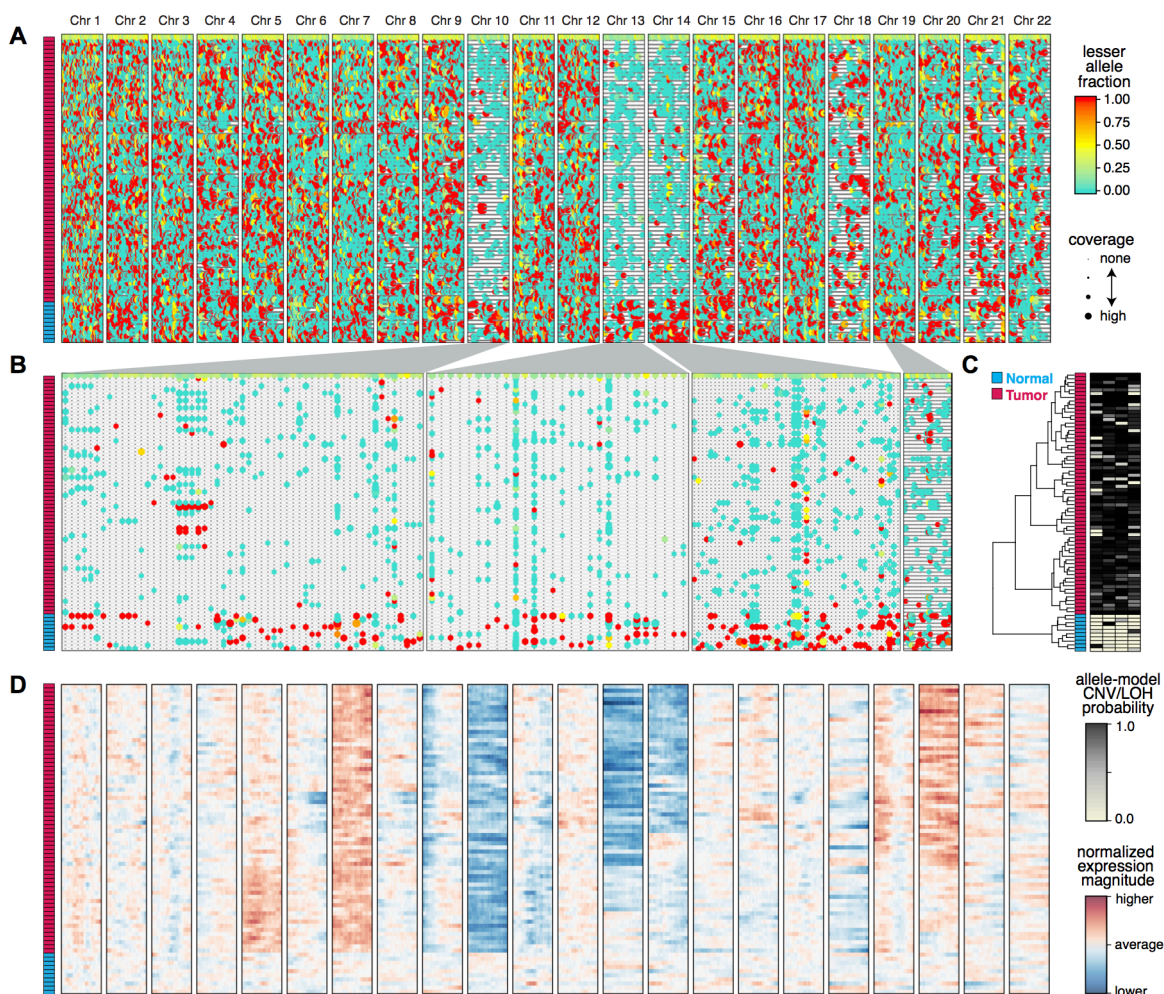 Chr 1 Chr 2 Chr 3 Chr 4 Chr 5 Chr 6 Chr 7 Chr 8 Chr 9 Chr 10 Chr 11 Chr 12 Chr 13 Chr 14 Chr 15 Chr 16 Chr 17 Chr 18 Chr 19 Chr 20 Chr 21 Chr 22
A
lesser
allele
fraction
1.00
0.75
0.50
0.25
0.00
coverage
none
high
B
C
Normal
Tumor
D
allele-model
CNV/LOH
probability
1.0
0.0
normalized
expression
magnitude
higher
average
lower